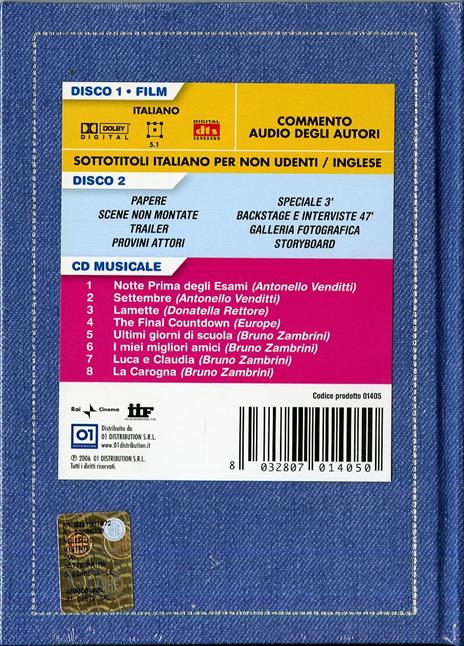 DISCO 1 • FILM
ITALIANO
DOLBY
DIGITAL
5.1
DIGITAL
dts
SURROUND
COMMENTO
AUDIO DEGLI AUTORI
SOTTOTITOLI ITALIANO PER NON UDENTI / INGLESE
DISCO 2
PAPERE
SCENE NON MONTATE
TRAILER
PROVINI ATTORI
SPECIALE 3'
BACKSTAGE E INTERVISTE 47'
GALLERIA FOTOGRAFICA
STORYBOARD
CD MUSICALE
1 Notte Prima degli Esami (Antonello Venditti)
2 Settembre (Antonello Venditti)
3 Lamette (Donatella Rettore)
4 The Final Countdown (Europe)
5 Ultimi giorni di scuola (Bruno Zambrini)
6 I miei migliori amici (Bruno Zambrini)
7 Luca e Claudia (Bruno Zambrini)
8 La Carogna (Bruno Zambrini)
Rai Cinema
IIF
Codice prodotto 01405
01
DISTRIBUTION
Distribuito da
01 DISTRIBUTION S.R.L.
www.01distribution.it
℗ 2006 01 DISTRIBUTION S.R.L.
Tutti i diritti riservati.
8 032807 014050